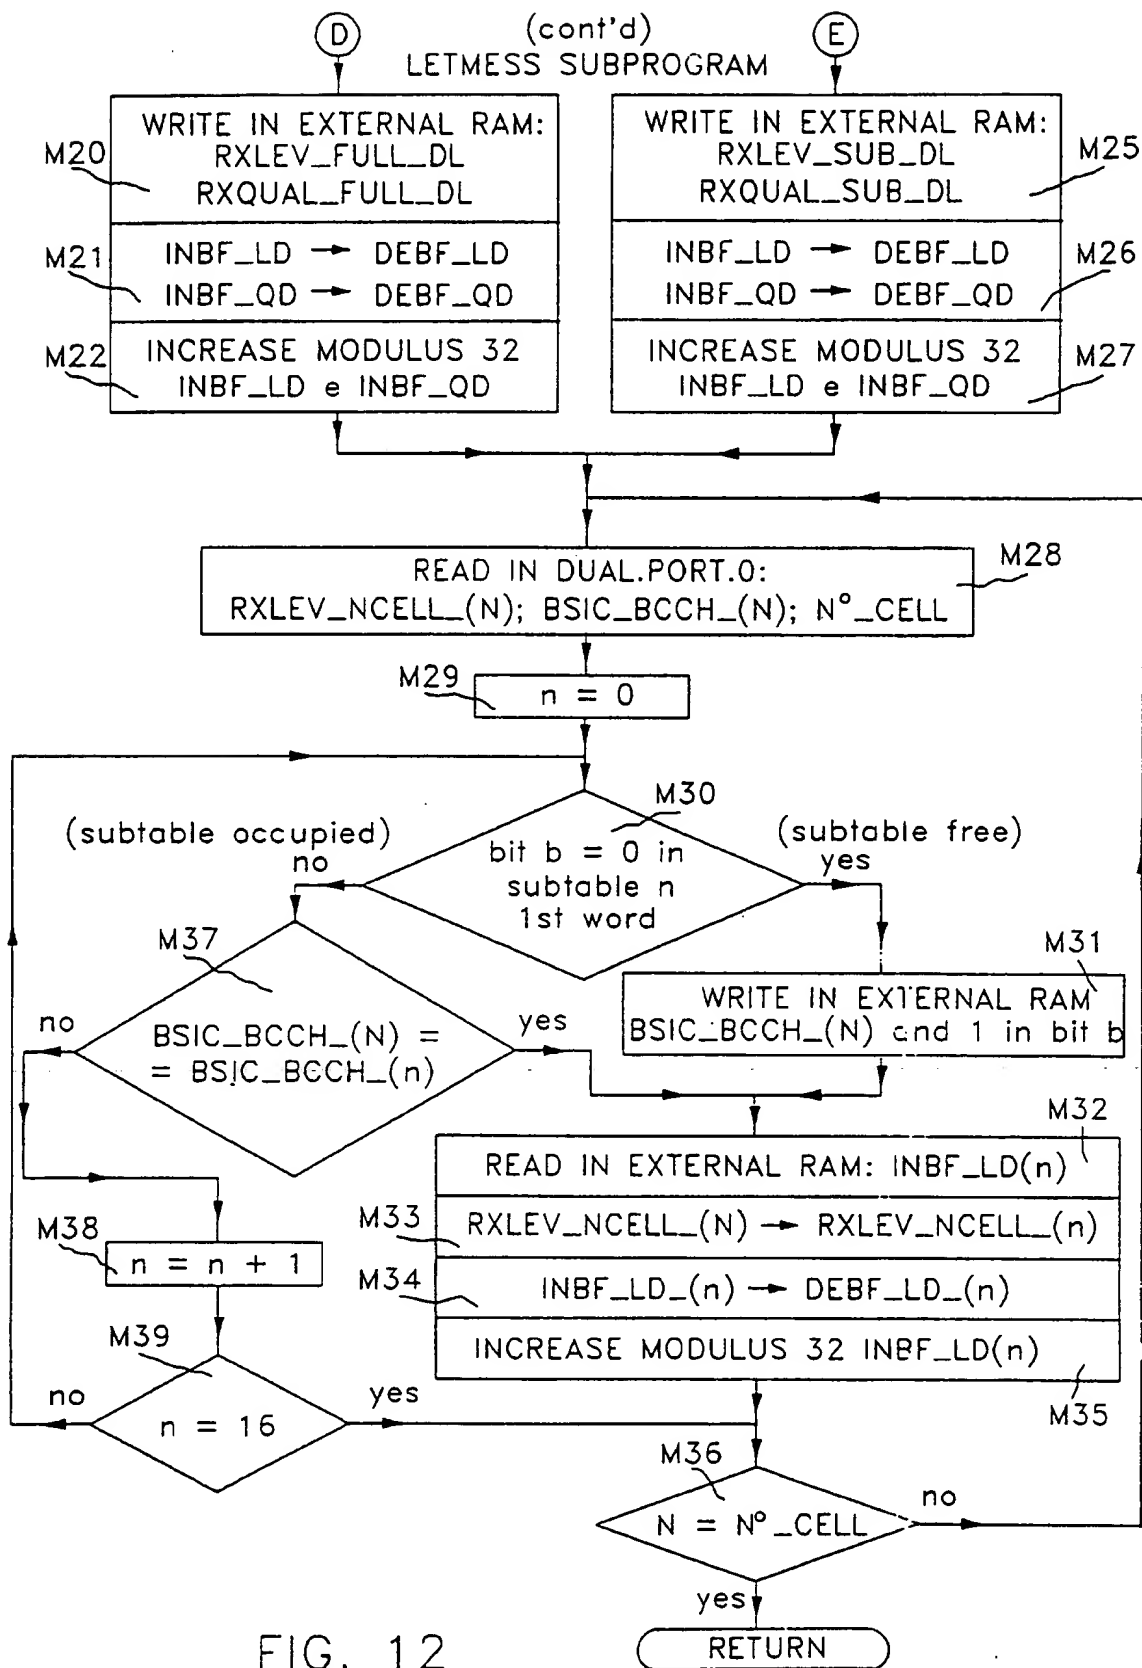 D
(cont'd)
E
LETMESS SUBPROGRAM
WRITE IN EXTERNAL RAM:
RXLEV_FULL_DL
RXQUAL_FULL_DL
M20
INBF_LD → DEBF_LD
INBF_QD → DEBF_QD
M21
INCREASE MODULUS 32
INBF_LD e INBF_QD
M22
WRITE IN EXTERNAL RAM:
RXLEV_SUB_DL
RXQUAL_SUB_DL
M25
INBF_LD → DEBF_LD
INBF_QD → DEBF_QD
M26
INCREASE MODULUS 32
INBF_LD e INBF_QD
M27
READ IN DUAL.PORT.0:
RXLEV_NCELL_(N); BSIC_BCCH_(N); N°_CELL
M28
M29
n = 0
M30
(subtable occupied)
no
bit b = 0 in
subtable n
1st word
(subtable free)
yes
M31
WRITE IN EXTERNAL RAM
BSIC_BCCH_(N) and 1 in bit b
M37
no
BSIC_BCCH_(N) =
= BSIC_BCCH_(n)
yes
M32
READ IN EXTERNAL RAM: INBF_LD(n)
M33
RXLEV_NCELL_(N) → RXLEV_NCELL_(n)
M34
INBF_LD_(n) → DEBF_LD_(n)
INCREASE MODULUS 32 INBF_LD(n)
M35
M38
n = n + 1
M39
no
n = 16
yes
M36
N = N°_CELL
no
yes
RETURN
FIG. 12